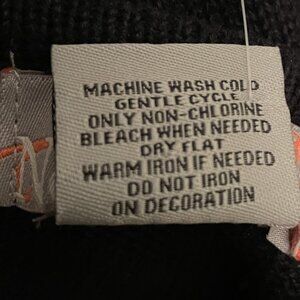 MACHINE WASH COLD
GENTLE CYCLE
ONLY NON-CHLORINE
BLEACH WHEN NEEDED
DRY FLAT
WARM IRON IF NEEDED
DO NOT IRON
ON DECORATION